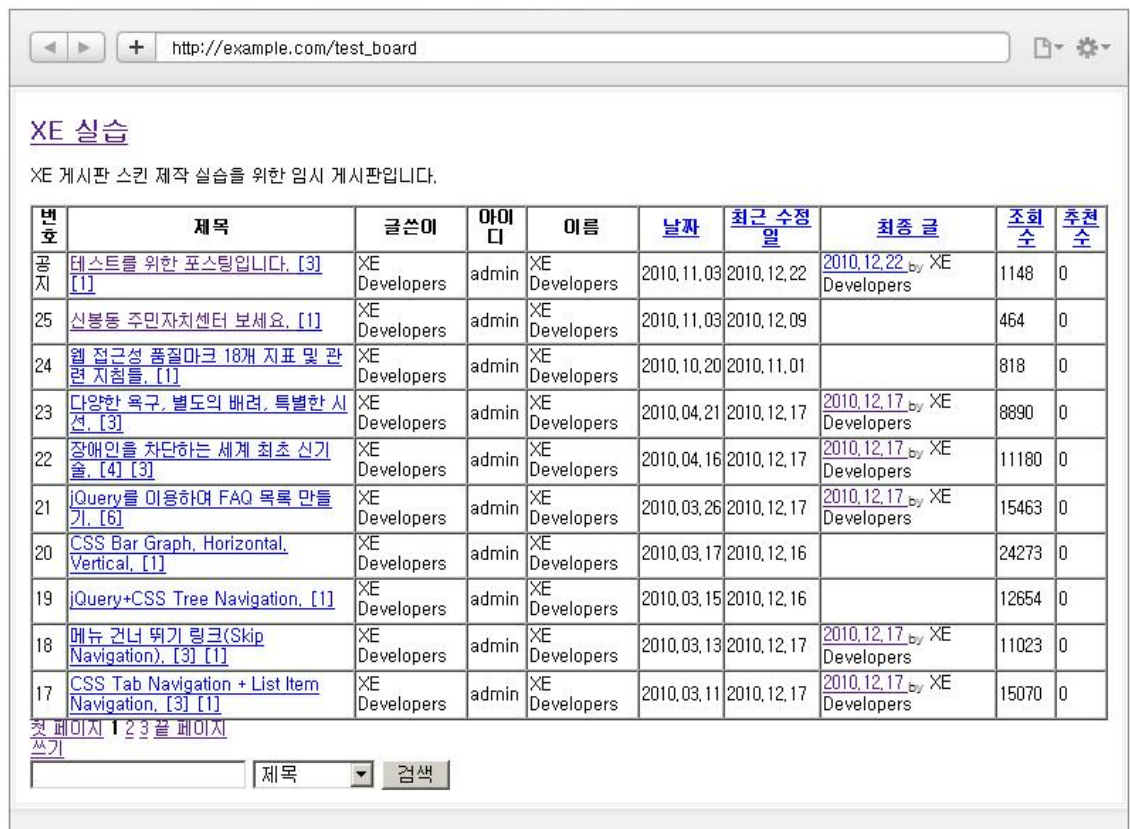 http://example.com/test_board
XE 실습
XE 게시판 스킨 제작 실습을 위한 임시 게시판입니다.
번호 제목 글쓴이 아이디 이름 날짜 최근 수정일 최종 글 조회수 추천수
공지 테스트를 위한 포스팅입니다. [3] [1] XE Developers admin XE Developers 2010.11.03 2010.12.22 2010.12.22 by XE Developers 1148 0
25 신봉동 주민자치센터 보세요. [1] XE Developers admin XE Developers 2010.11.03 2010.12.09 464 0
24 웹 접근성 품질마크 18개 지표 및 관련 지침들. [1] XE Developers admin XE Developers 2010.10.20 2010.11.01 818 0
23 다양한 욕구, 별도의 배려, 특별한 시선. [3] XE Developers admin XE Developers 2010.04.21 2010.12.17 2010.12.17 by XE Developers 8890 0
22 장애인을 차단하는 세계 최초 신기술. [4] [3] XE Developers admin XE Developers 2010.04.16 2010.12.17 2010.12.17 by XE Developers 11180 0
21 jQuery를 이용하여 FAQ 목록 만들기. [6] XE Developers admin XE Developers 2010.03.26 2010.12.17 2010.12.17 by XE Developers 15463 0
20 CSS Bar Graph, Horizontal, Vertical. [1] XE Developers admin XE Developers 2010.03.17 2010.12.16 24273 0
19 jQuery+CSS Tree Navigation. [1] XE Developers admin XE Developers 2010.03.15 2010.12.16 12654 0
18 메뉴 건너 뛰기 링크(Skip Navigation). [3] [1] XE Developers admin XE Developers 2010.03.13 2010.12.17 2010.12.17 by XE Developers 11023 0
17 CSS Tab Navigation + List Item Navigation. [3] [1] XE Developers admin XE Developers 2010.03.11 2010.12.17 2010.12.17 by XE Developers 15070 0
첫 페이지 1 2 3 끝 페이지
쓰기
제목 검색